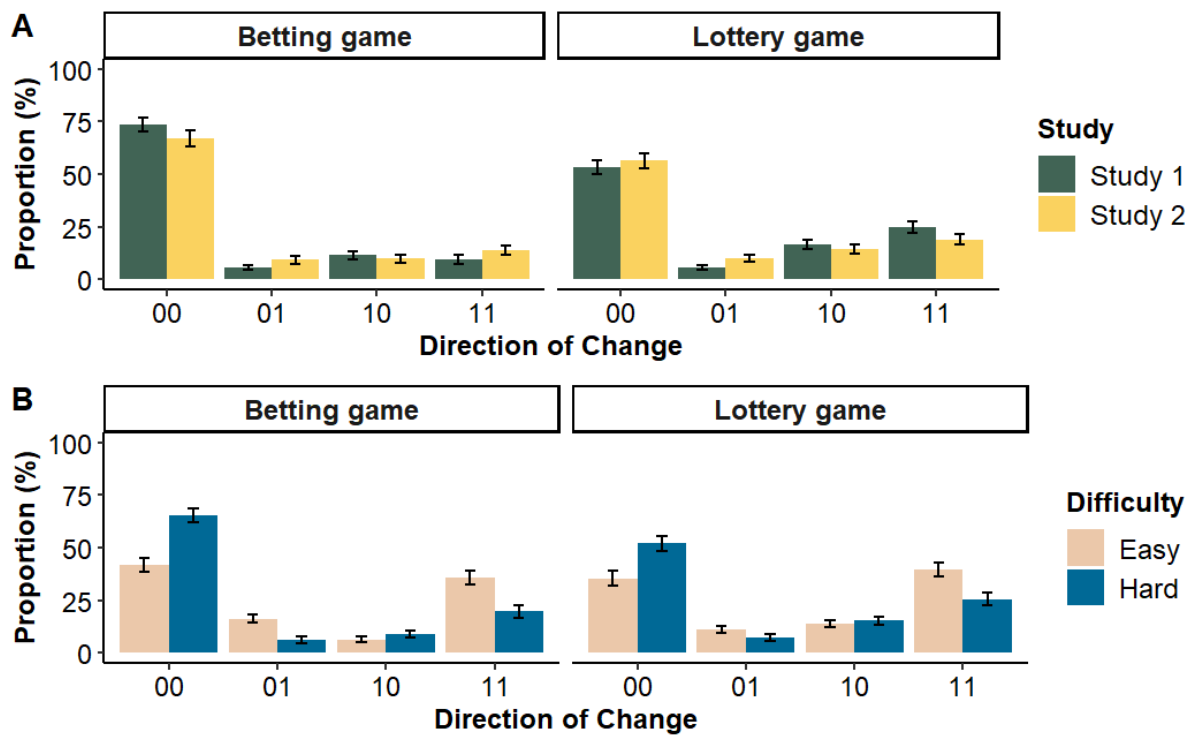 A
Betting game
Lottery game
Proportion (%)
100
75
50
25
0
00
01
10
11
00
01
10
11
Direction of Change
Study
Study 1
Study 2
B
Betting game
Lottery game
Proportion (%)
100
75
50
25
0
00
01
10
11
00
01
10
11
Direction of Change
Difficulty
Easy
Hard